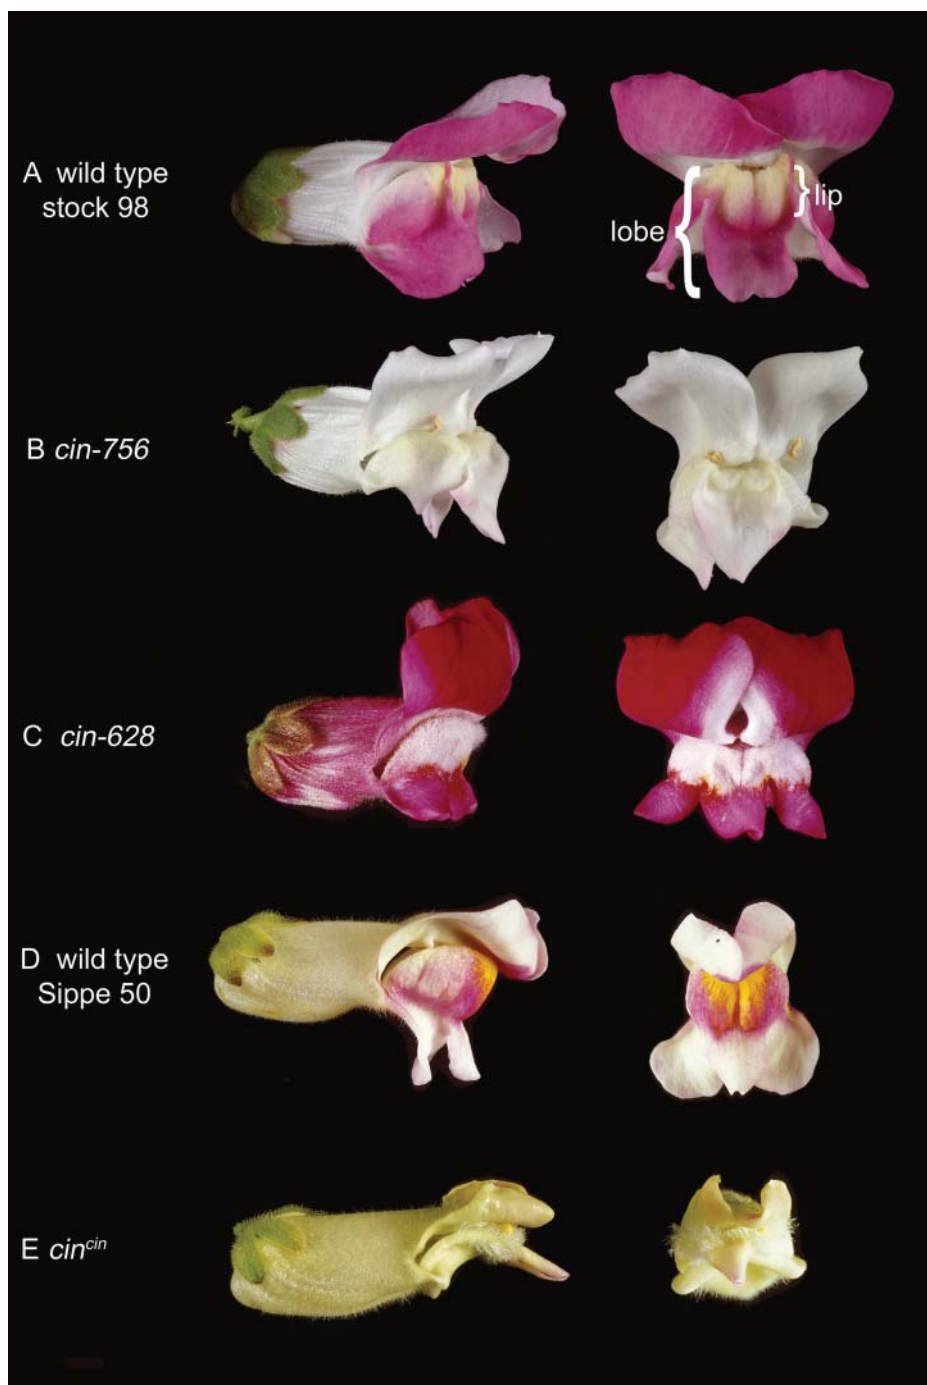 A wild type
stock 98
lobe
lip
B cin-756
C cin-628
D wild type
Sippe 50
E cin^cin